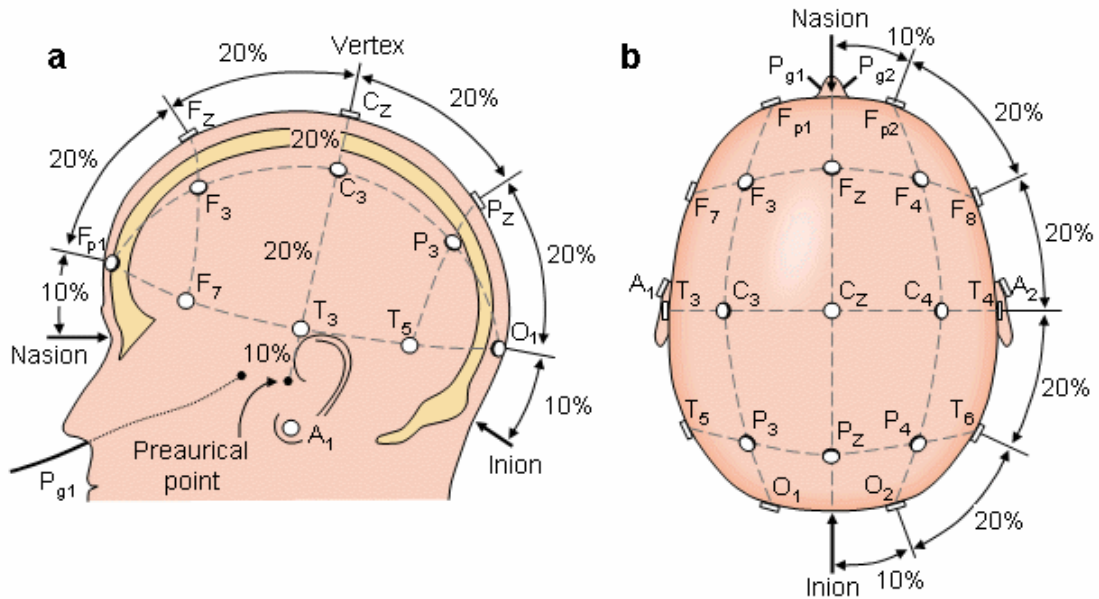 a
20%
Vertex
20%
FZ
CZ
20%
20%
F3
C3
PZ
20%
Fp1
20%
P3
10%
F7
T3
T5
O1
Nasion
10%
10%
A1
Preaurical
point
Inion
Pg1
b
Nasion
10%
Pg1
Pg2
20%
Fp1
Fp2
F7
F3
FZ
F4
F8
20%
A1
T3
C3
CZ
C4
T4
A2
20%
T5
P3
PZ
P4
T6
O1
O2
20%
10%
Inion